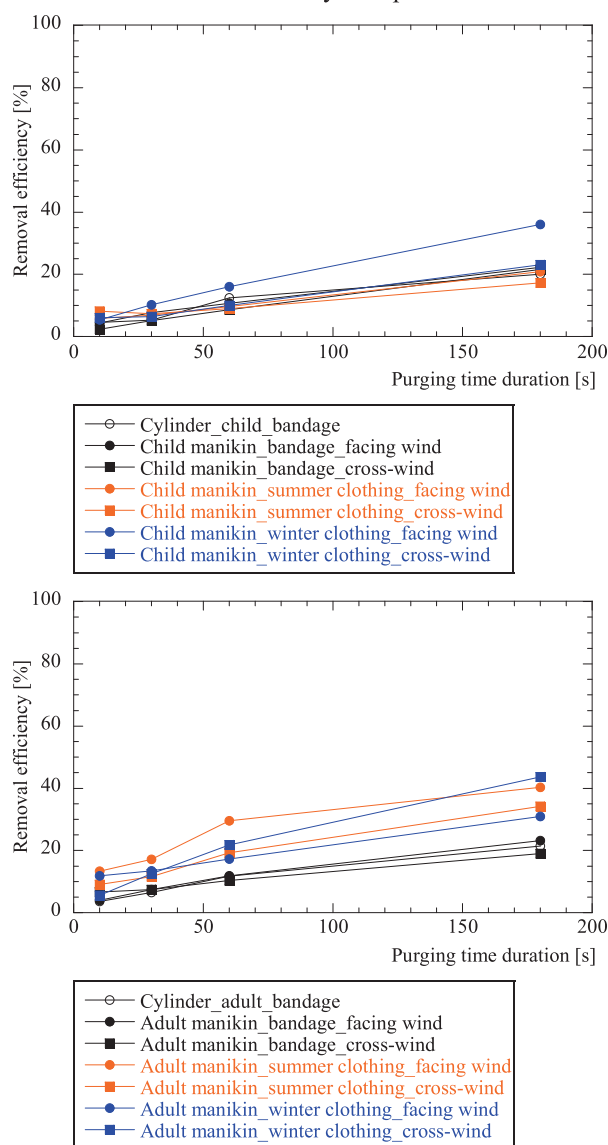 100
80
60
40
20
0
Removal efficiency [%]
0 50 100 150 200
Purging time duration [s]
Cylinder_child_bandage
Child manikin_bandage_facing wind
Child manikin_bandage_cross-wind
Child manikin_summer clothing_facing wind
Child manikin_summer clothing_cross-wind
Child manikin_winter clothing_facing wind
Child manikin_winter clothing_cross-wind
100
80
60
40
20
0
Removal efficiency [%]
0 50 100 150 200
Purging time duration [s]
Cylinder_adult_bandage
Adult manikin_bandage_facing wind
Adult manikin_bandage_cross-wind
Adult manikin_summer clothing_facing wind
Adult manikin_summer clothing_cross-wind
Adult manikin_winter clothing_facing wind
Adult manikin_winter clothing_cross-wind